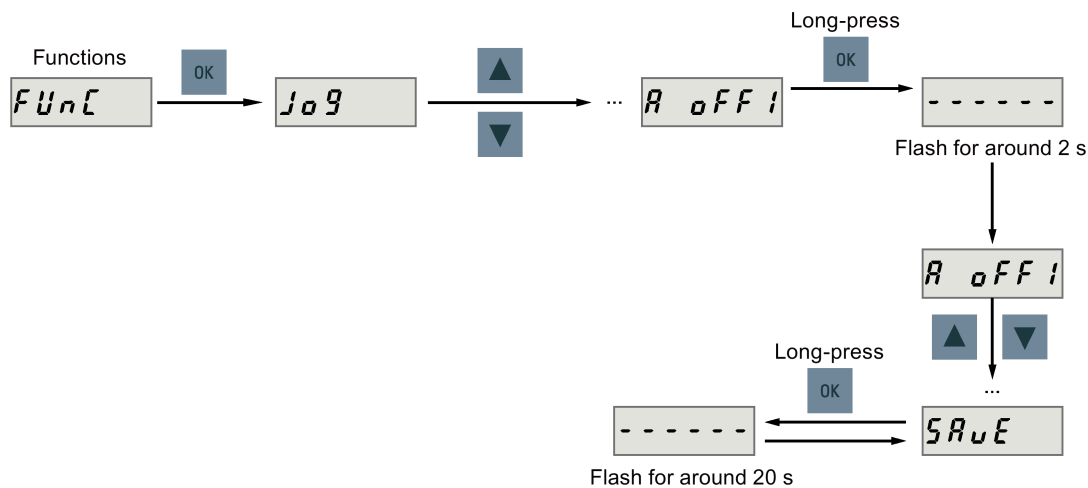 Functions
FUnC
OK
Jog
...
A oFF1
Long-press
OK
- - - - - -
Flash for around 2 s
A oFF1
...
SAvE
Long-press
OK
- - - - - -
Flash for around 20 s